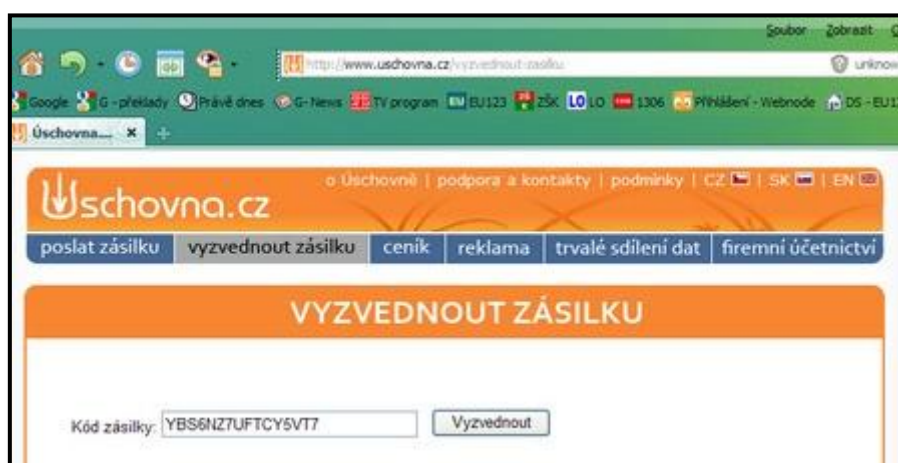 Soubor Zobrazit
http://www.uschovna.cz/vyzvednout-zasilku
Google G - překlady Právě dnes G-News TV program EU123 ZŠK LO LO 1306 Přihlášení - Webnode DS - EU1
Úschovna....
o Úschovně | podpora a kontakty | podmínky | CZ | SK | EN
Uschovna.cz
poslat zásilku vyzvednout zásilku ceník reklama trvalé sdílení dat firemní účetnictví
VYZVEDNOUT ZÁSILKU
Kód zásilky: YBS6NZ7UFTCY5VT7 Vyzvednout